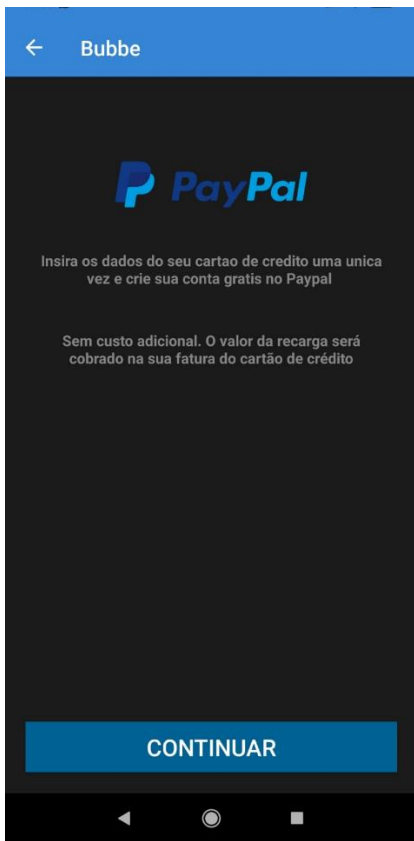 Bubbe
PayPal
Insira os dados do seu cartao de credito uma unica
vez e crie sua conta gratis no Paypal
Sem custo adicional. O valor da recarga será
cobrado na sua fatura do cartão de crédito
CONTINUAR